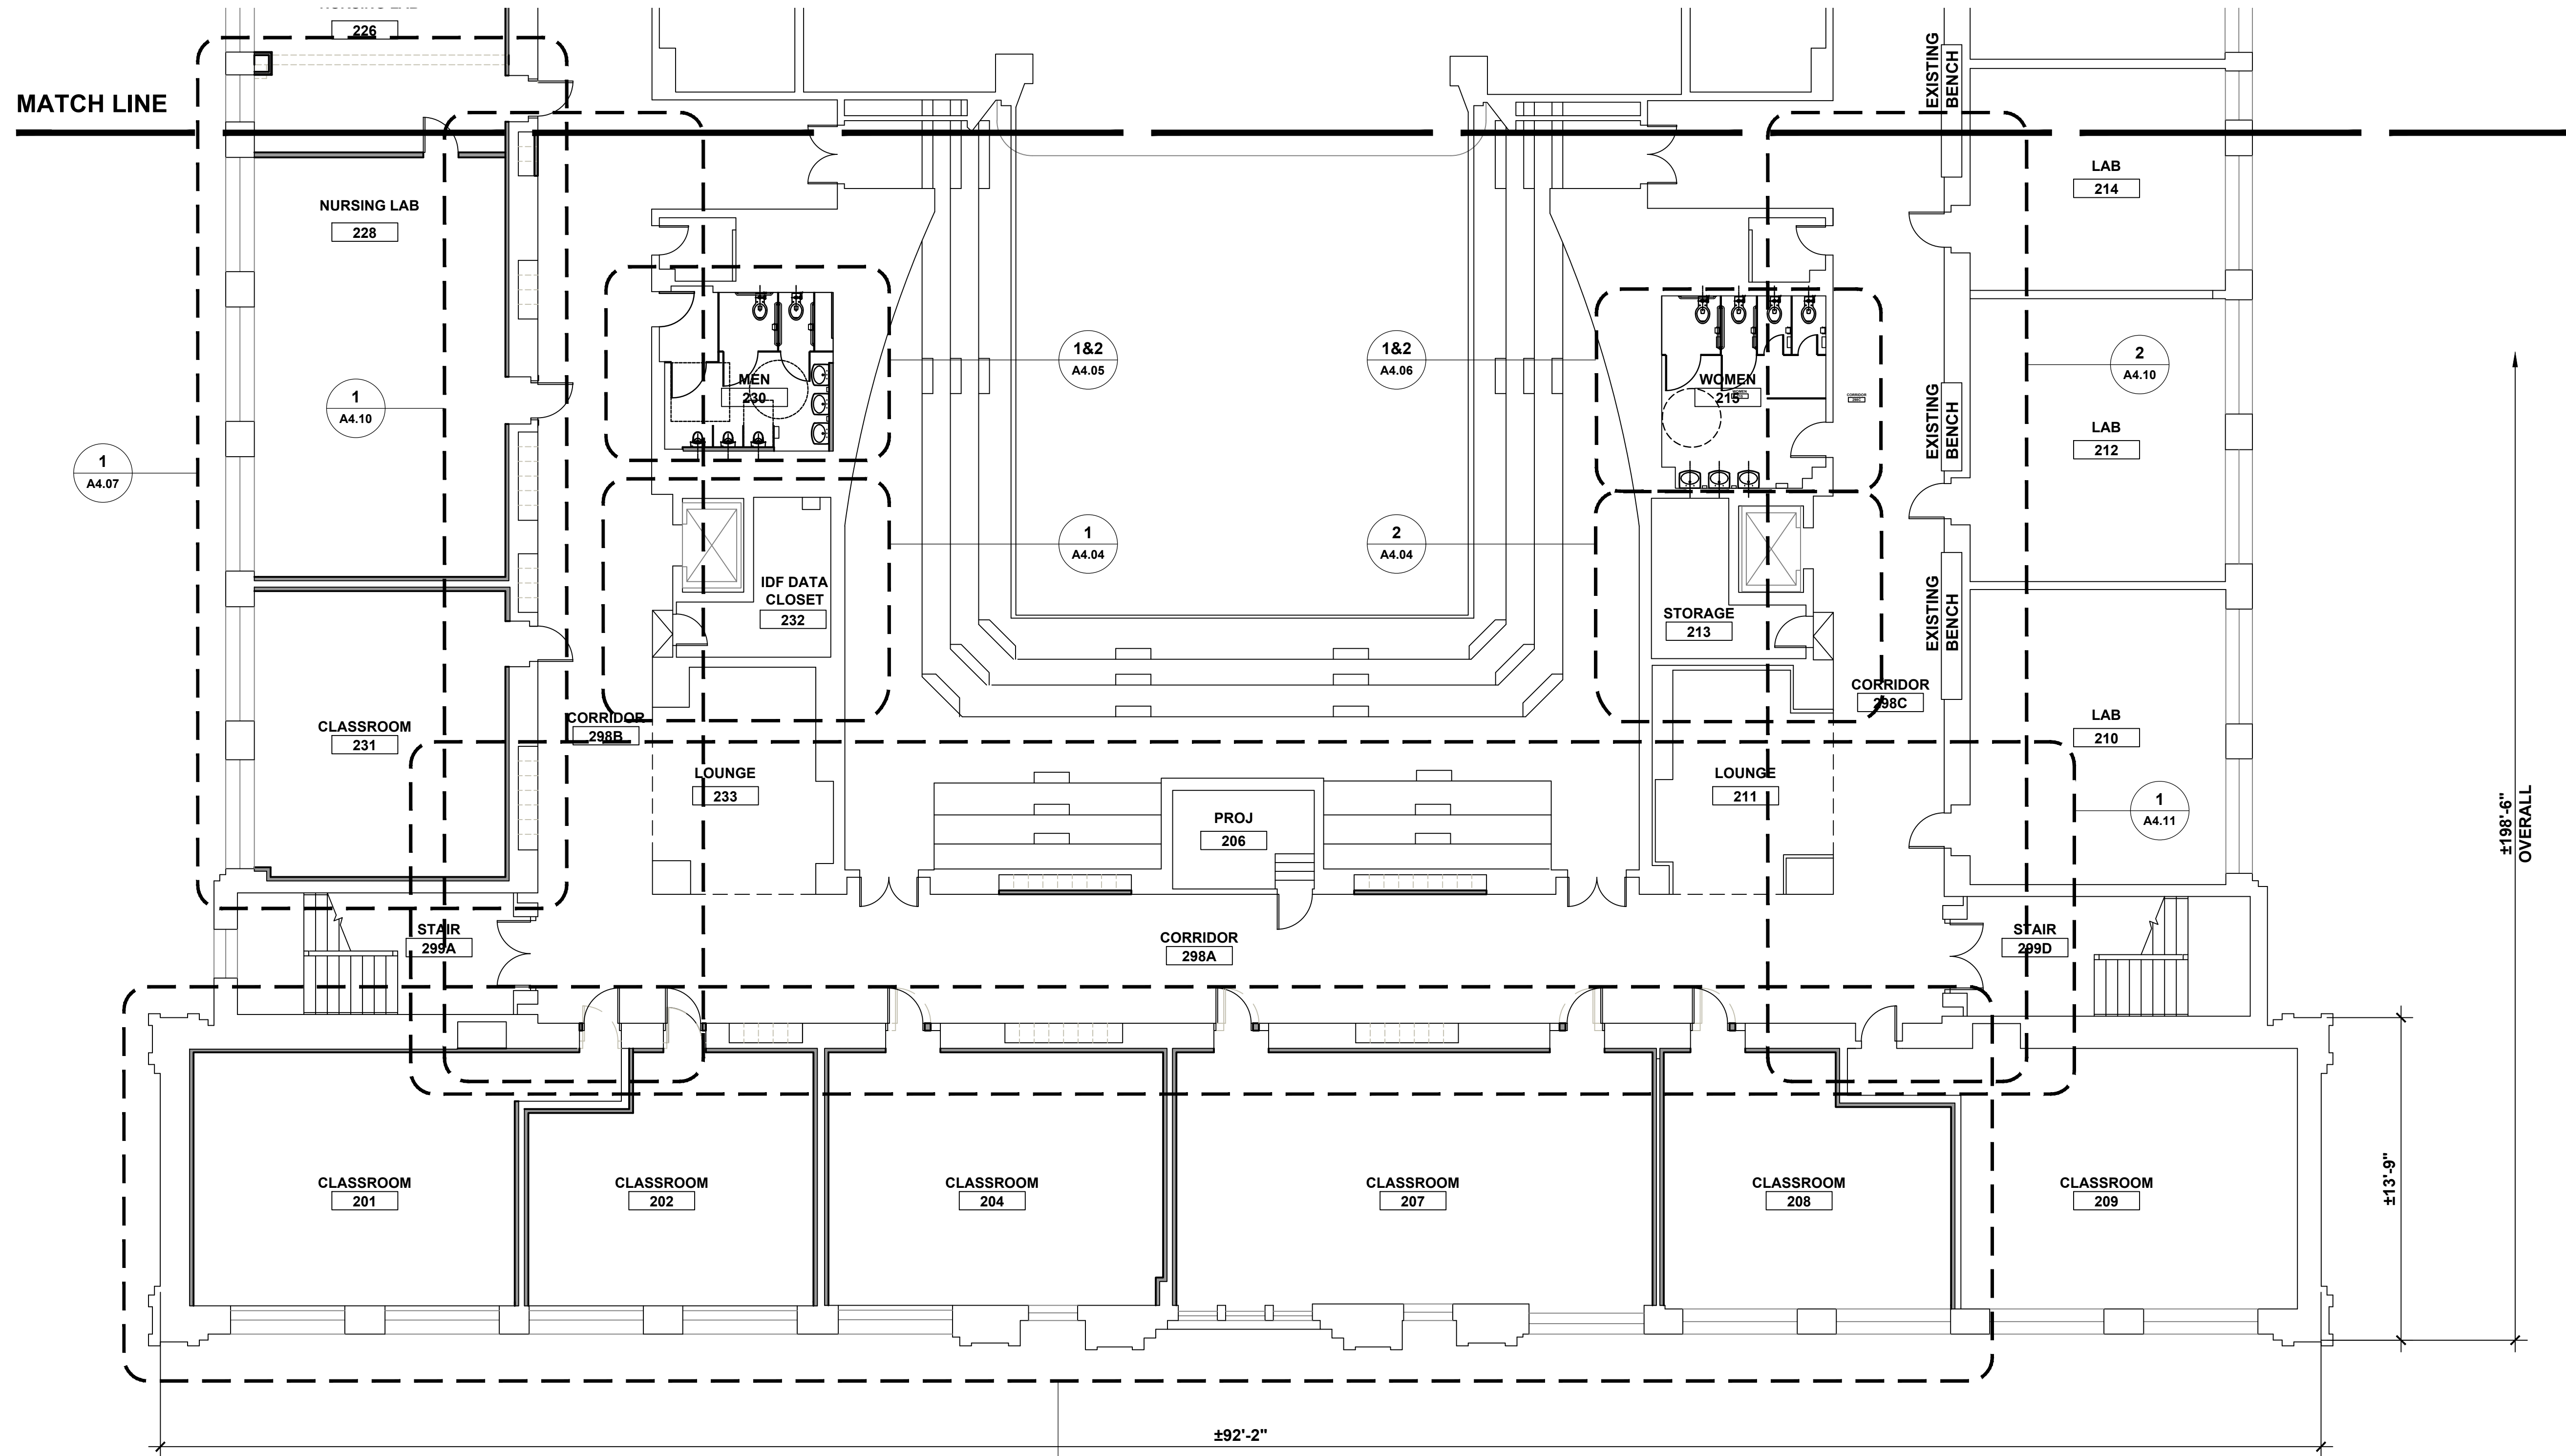 226
MATCH LINE
EXISTING
BENCH
LAB
214
NURSING LAB
228
1&2
A4.05
1&2
A4.06
2
A4.10
MEN
230
WOMEN
215
CORRIDOR
1
A4.10
EXISTING
BENCH
LAB
212
1
A4.07
1
A4.04
2
A4.04
IDF DATA
CLOSET
232
STORAGE
213
EXISTING
BENCH
CORRIDOR
298C
CLASSROOM
231
CORRIDOR
298B
LAB
210
LOUNGE
233
LOUNGE
211
PROJ
206
1
A4.11
±198'-6"
OVERALL
STAIR
299A
CORRIDOR
298A
STAIR
299D
CLASSROOM
201
CLASSROOM
202
CLASSROOM
204
CLASSROOM
207
CLASSROOM
208
CLASSROOM
209
±13'-9"
±92'-2"